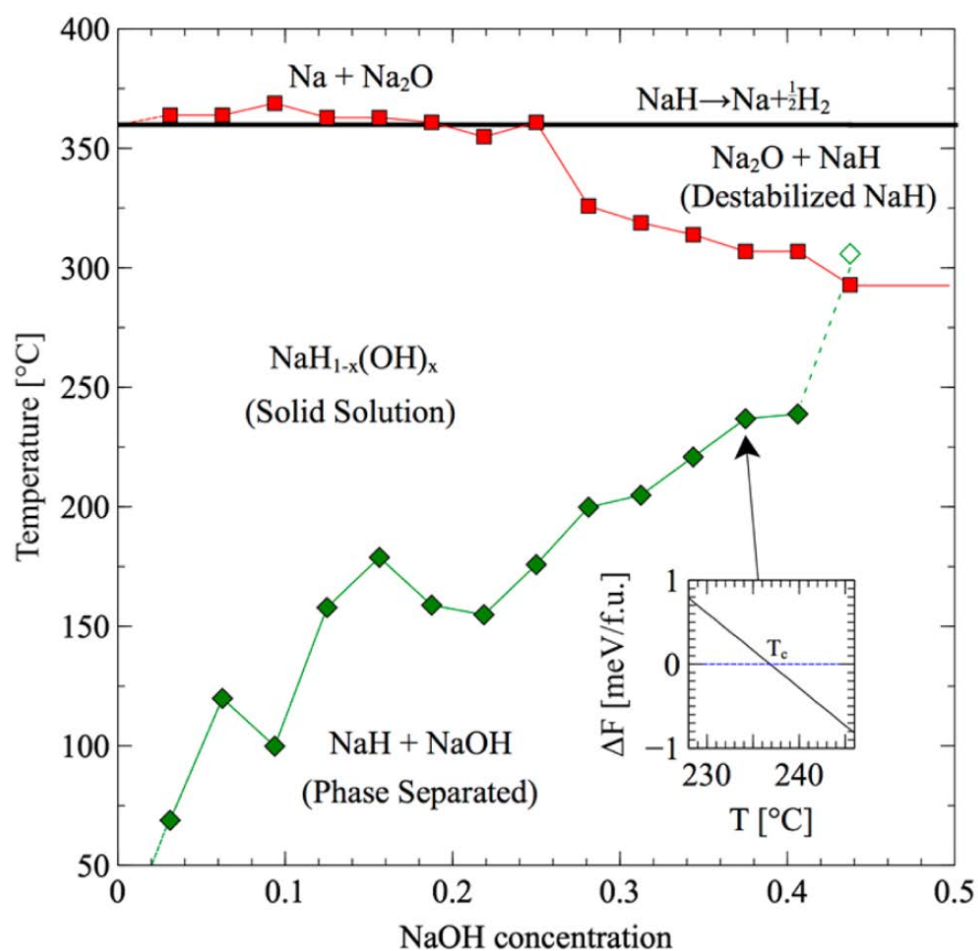 400
Na + Na₂O
NaH→Na+½H₂
350
Na₂O + NaH
(Destabilized NaH)
300
NaH₁₋ₓ(OH)ₓ
(Solid Solution)
250
Temperature [°C]
200
150
NaH + NaOH
(Phase Separated)
100
50
1
T_c
0
−1
ΔF [meV/f.u.]
230 240
T [°C]
0 0.1 0.2 0.3 0.4 0.5
NaOH concentration